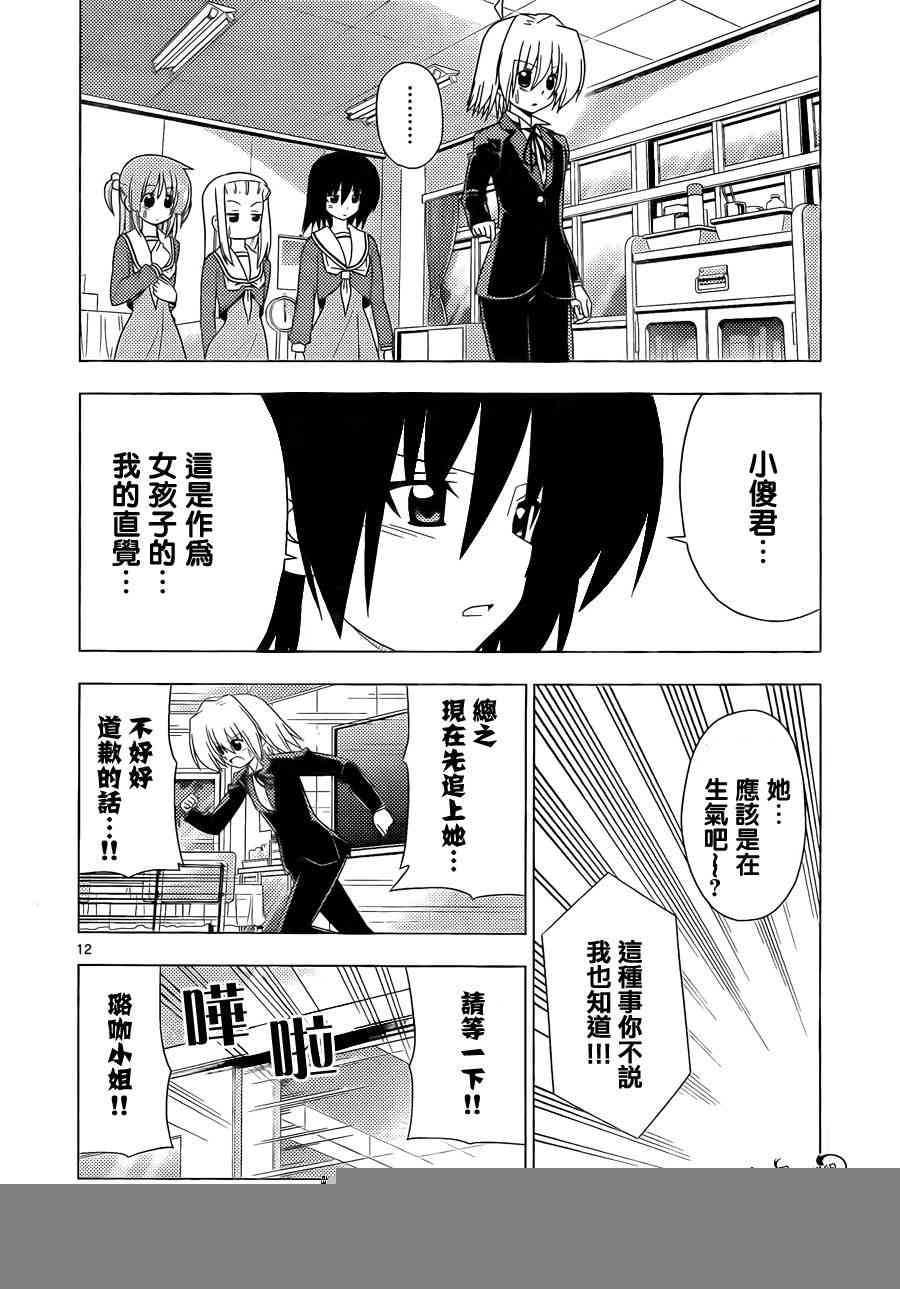 ………
小傻君…
這是作為
女孩子的…
我的直覺…
她…
應該是在
生氣吧~?
這種事你不説
我也知道!!!
總之
現在先追上她…
不好好
道歉的話…!!
12
請等一下!!
嘩啦
璐咖小姐!!